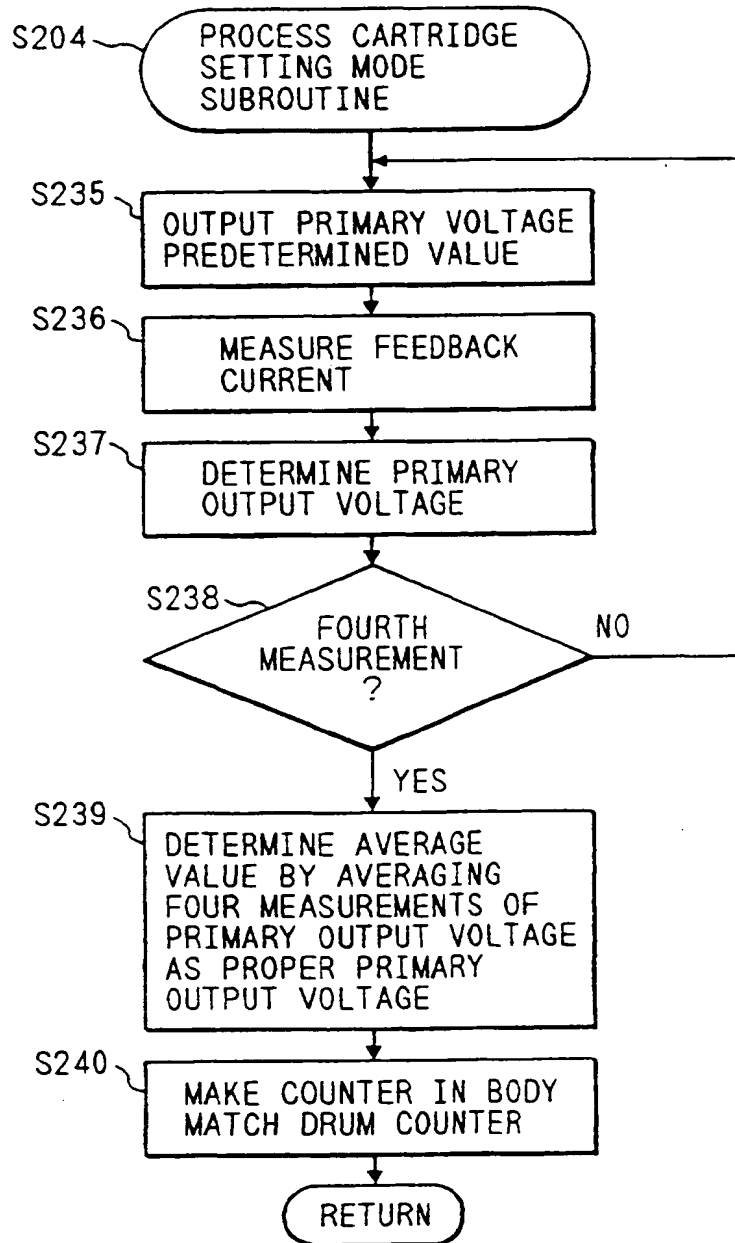 S204
PROCESS CARTRIDGE
SETTING MODE
SUBROUTINE
S235
OUTPUT PRIMARY VOLTAGE
PREDETERMINED VALUE
S236
MEASURE FEEDBACK
CURRENT
S237
DETERMINE PRIMARY
OUTPUT VOLTAGE
S238
FOURTH
MEASUREMENT
?
NO
YES
S239
DETERMINE AVERAGE
VALUE BY AVERAGING
FOUR MEASUREMENTS OF
PRIMARY OUTPUT VOLTAGE
AS PROPER PRIMARY
OUTPUT VOLTAGE
S240
MAKE COUNTER IN BODY
MATCH DRUM COUNTER
RETURN